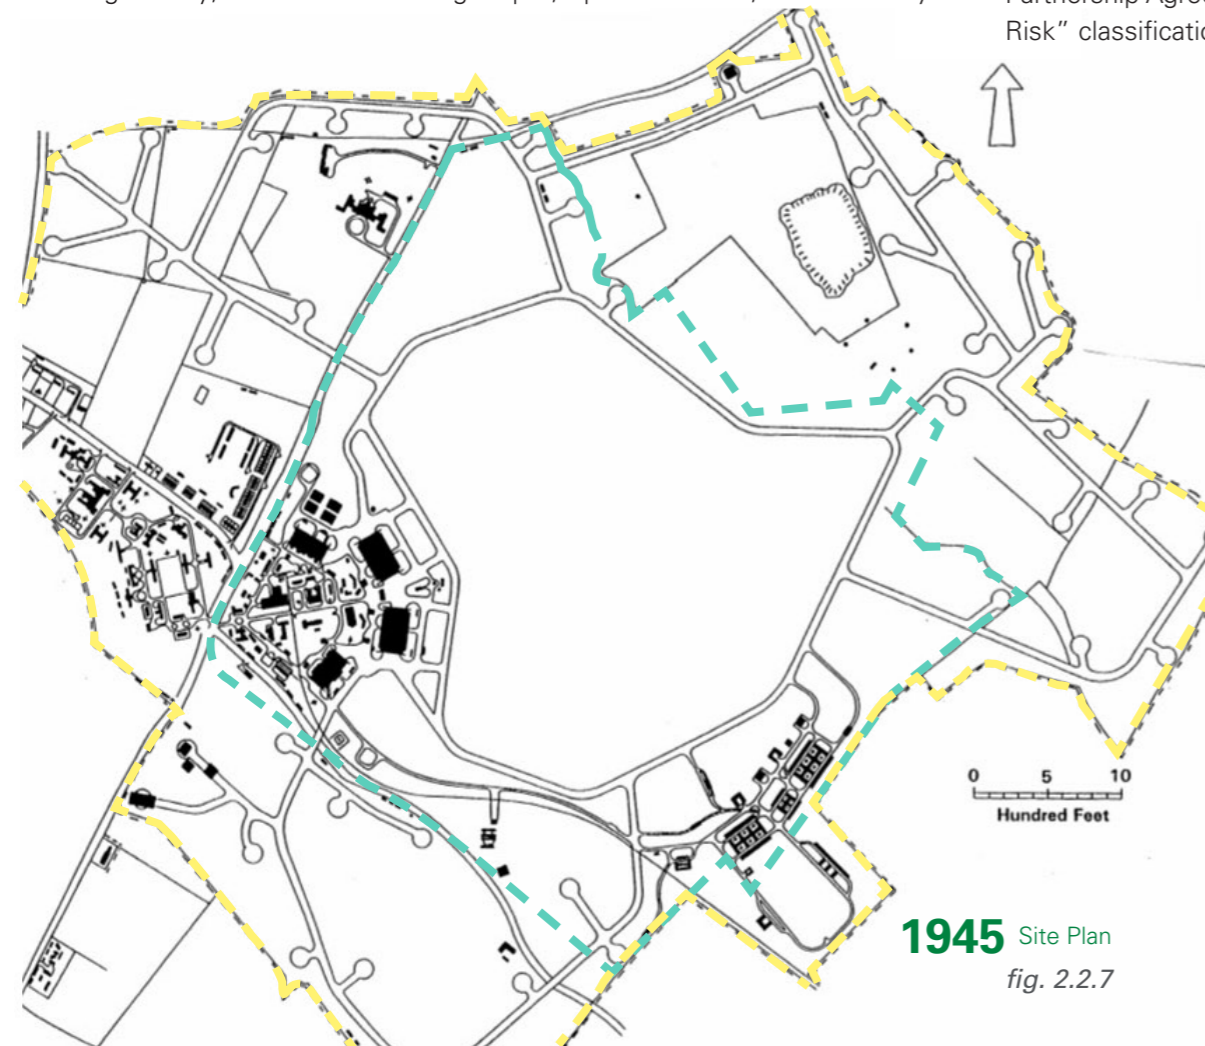 Risk” classificatio
0 5 10
Hundred Feet
1945 Site Plan
fig. 2.2.7